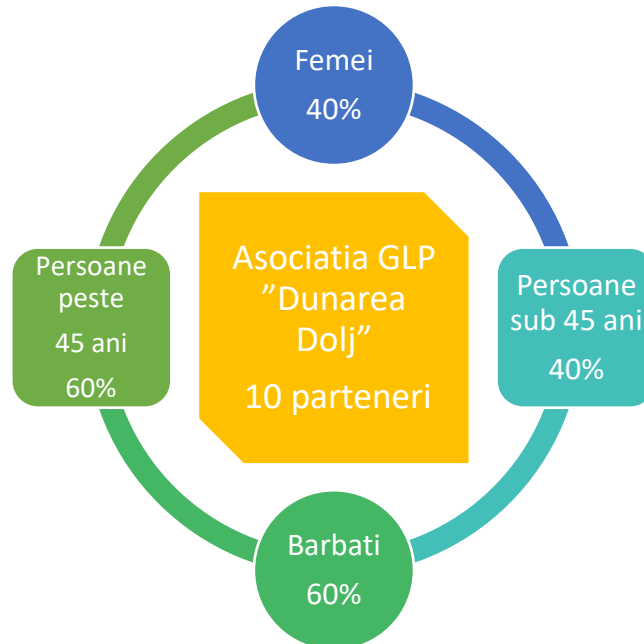 Femei
40%
Persoane
peste
45 ani
60%
Asociatia GLP
”Dunarea
Dolj”
10 parteneri
Persoane
sub 45 ani
40%
Barbati
60%